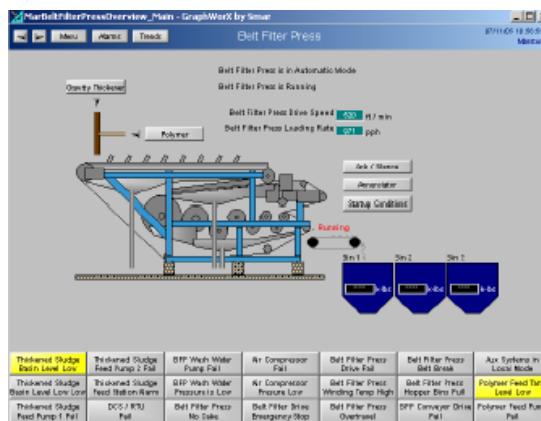 MarBeltFilterPressOverview_Main - GraphWorX by Smar
Menu
Alarms
Trends
Belt Filter Press
Belt Filter Press is in Automatic Mode
Belt Filter Press is Running
Gravity Thickener
Belt Filter Press Drive Speed
ft / min
Belt Filter Press Loading Rate
971 pph
Polymer
Annunciator
Startup Conditions
Running
Bin 1
Bin 2
Thickened Sludge Basin Level Low
Thickened Sludge Feed Pump 2 Fail
BFP Wash Water Pump Fail
Air Compressor Fail
Belt Filter Press Drive Fail
Belt Filter Press Belt Break
Aux Systems in Local Mode
Thickened Sludge Basin Level Low Low
Thickened Sludge Feed Station Alarm
BFP Wash Water Pressure is Low
Air Compressor Pressure Low
Belt Filter Press Winding Temp High
Belt Filter Press Hopper Bins Full
Polymer Feed Tank Level Low
Thickened Sludge Feed Pump 1 Fail
DCS / RTU Fail
Belt Filter Press No Cake
Belt Filter Drive Emergency Stop
Belt Filter Press Overtravel
BFP Conveyor Drive Fail
Polymer Feed Pump Fail